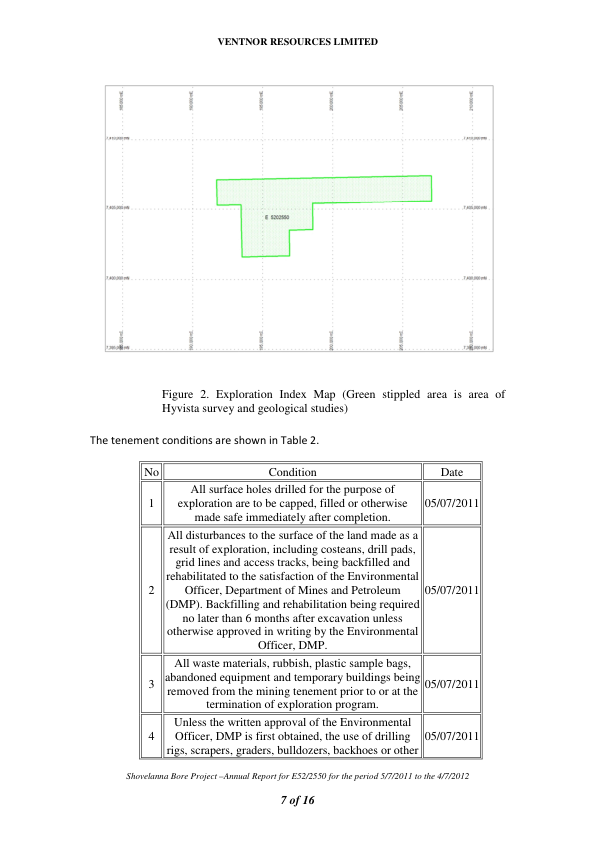 VENTNOR RESOURCES LIMITED
7,410,000 mN
7,410,000 mN
7,405,000 mN
7,405,000 mN
E 5202550
7,400,000 mN
7,400,000 mN
Figure 2. Exploration Index Map (Green stippled area is area of
Hyvista survey and geological studies)
The tenement conditions are shown in Table 2.
No Condition Date
All surface holes drilled for the purpose of
1 exploration are to be capped, filled or otherwise 05/07/2011
made safe immediately after completion.
All disturbances to the surface of the land made as a
result of exploration, including costeans, drill pads,
grid lines and access tracks, being backfilled and
rehabilitated to the satisfaction of the Environmental
2 Officer, Department of Mines and Petroleum 05/07/2011
(DMP). Backfilling and rehabilitation being required
no later than 6 months after excavation unless
otherwise approved in writing by the Environmental
Officer, DMP.
All waste materials, rubbish, plastic sample bags,
3 abandoned equipment and temporary buildings being 05/07/2011
removed from the mining tenement prior to or at the
termination of exploration program.
Unless the written approval of the Environmental
4 Officer, DMP is first obtained, the use of drilling 05/07/2011
rigs, scrapers, graders, bulldozers, backhoes or other
Shovelanna Bore Project –Annual Report for E52/2550 for the period 5/7/2011 to the 4/7/2012
7 of 16